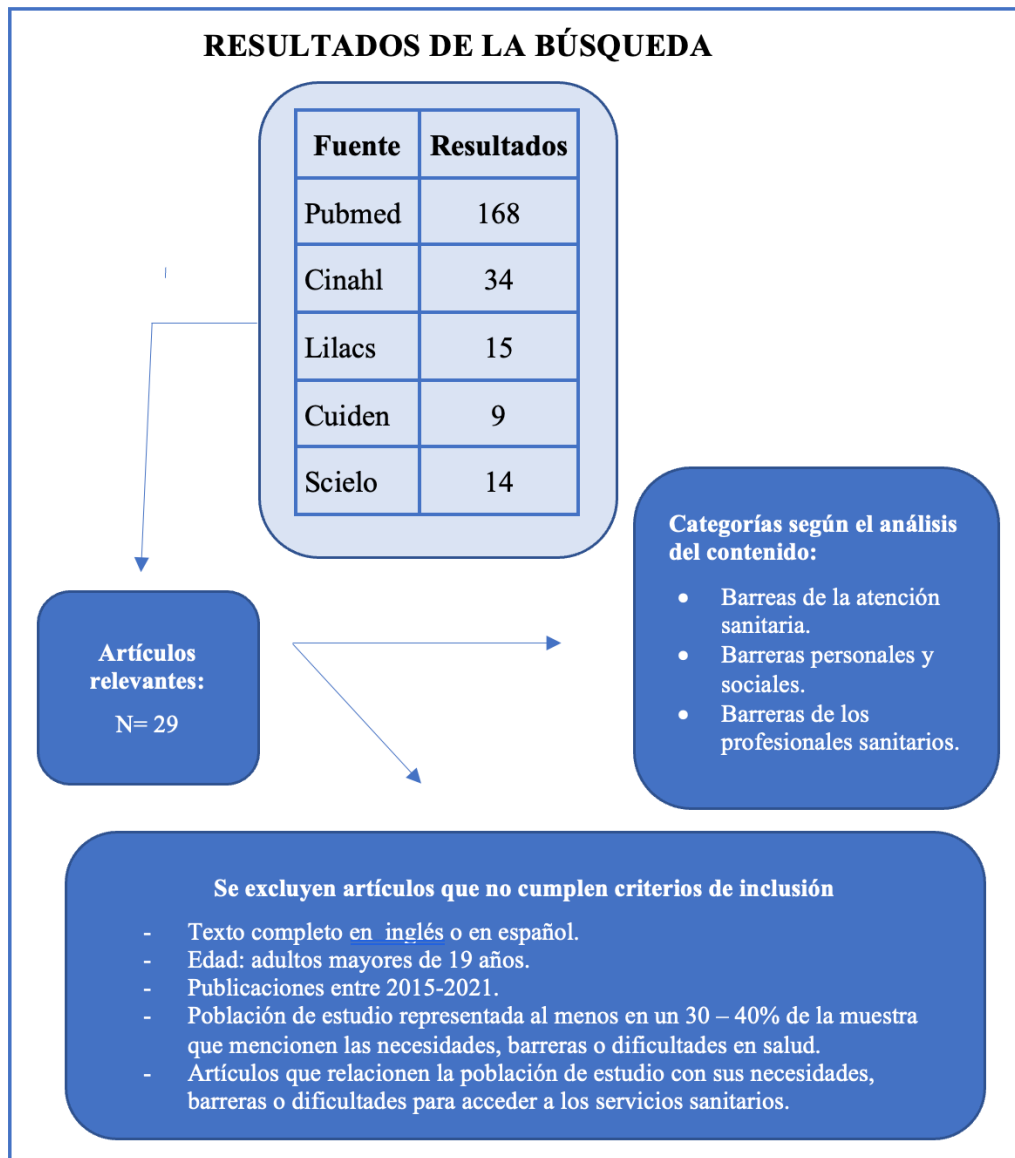 RESULTADOS DE LA BÚSQUEDA
Fuente Resultados
Pubmed 168
Cinahl 34
Lilacs 15
Cuiden 9
Scielo 14
Artículos
relevantes:
N= 29
Categorías según el análisis
del contenido:
• Barreas de la atención
sanitaria.
• Barreras personales y
sociales.
• Barreras de los
profesionales sanitarios.
Se excluyen artículos que no cumplen criterios de inclusión
- Texto completo en inglés o en español.
- Edad: adultos mayores de 19 años.
- Publicaciones entre 2015-2021.
- Población de estudio representada al menos en un 30 – 40% de la muestra
que mencionen las necesidades, barreras o dificultades en salud.
- Artículos que relacionen la población de estudio con sus necesidades,
barreras o dificultades para acceder a los servicios sanitarios.